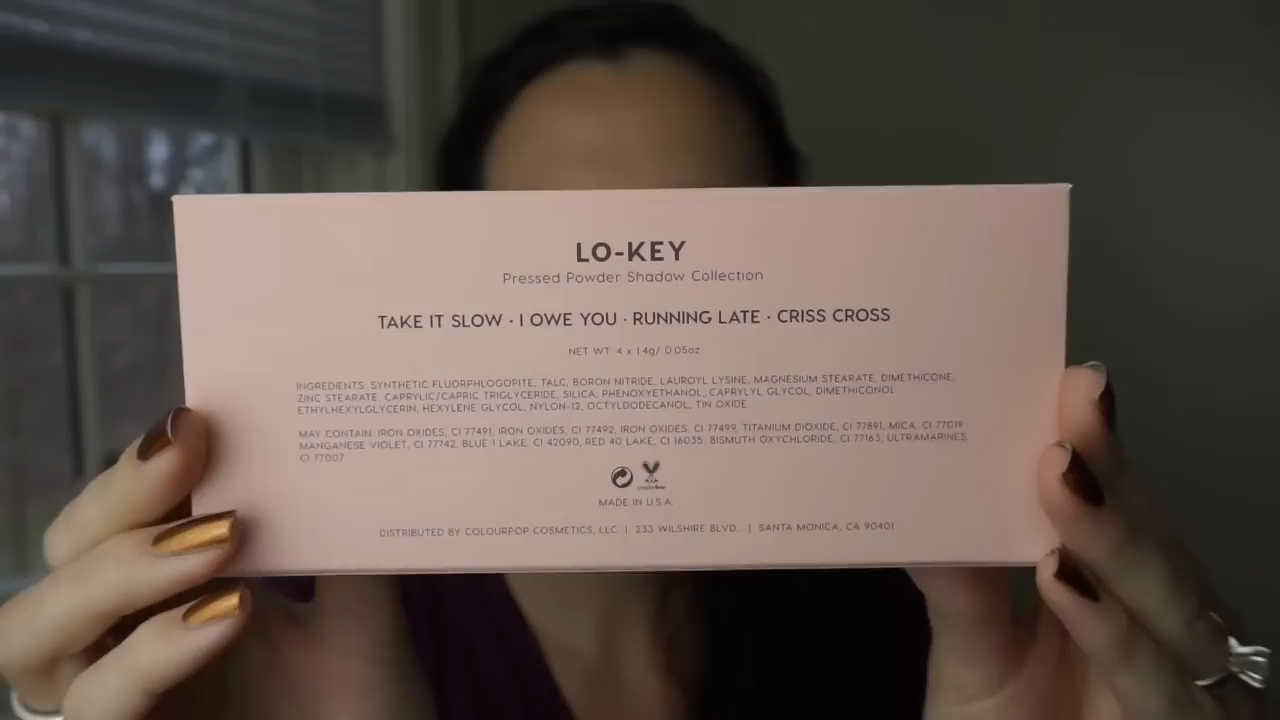 LO-KEY
Pressed Powder Shadow Collection
TAKE IT SLOW · I OWE YOU · RUNNING LATE · CRISS CROSS
NET WT. 4 x 1.4g/ 0.05oz
INGREDIENTS: SYNTHETIC FLUORPHLOGOPITE, TALC, BORON NITRIDE, LAUROYL LYSINE, MAGNESIUM STEARATE, DIMETHICONE,
ZINC STEARATE, CAPRYLIC/CAPRIC TRIGLYCERIDE, SILICA, PHENOXYETHANOL, CAPRYLYL GLYCOL, DIMETHICONOL
ETHYLHEXYLGLYCERIN, HEXYLENE GLYCOL, NYLON-12, OCTYLDODECANOL, TIN OXIDE
MAY CONTAIN: IRON OXIDES, CI 77491, IRON OXIDES, CI 77492, IRON OXIDES, CI 77499, TITANIUM DIOXIDE, CI 77891, MICA, CI 77019
MANGANESE VIOLET, CI 77742, BLUE 1 LAKE, CI 42090, RED 40 LAKE, CI 16035, BISMUTH OXYCHLORIDE, CI 77163, ULTRAMARINES,
CI 77007
crueltyfree
MADE IN U.S.A.
DISTRIBUTED BY COLOURPOP COSMETICS, LLC | 233 WILSHIRE BLVD. | SANTA MONICA, CA 90401